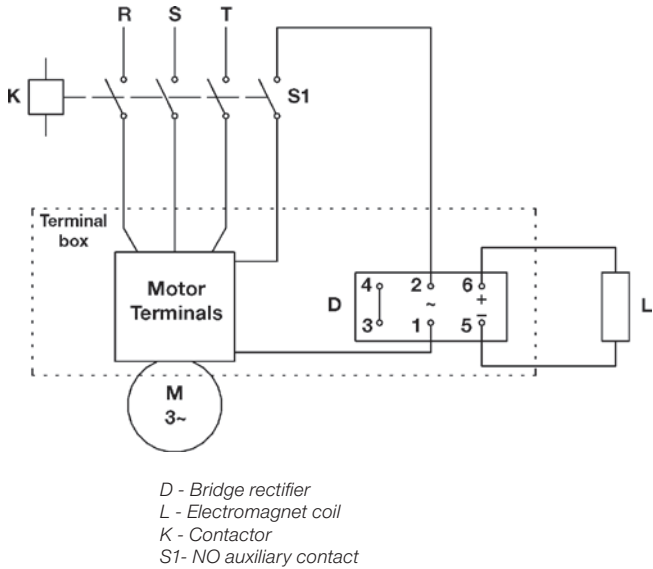 R S T
K
S1
Terminal
box
Motor
Terminals
D
4 2 6
~ +
3 1 5 –
L
M
3~
D - Bridge rectifier
L - Electromagnet coil
K - Contactor
S1- NO auxiliary contact